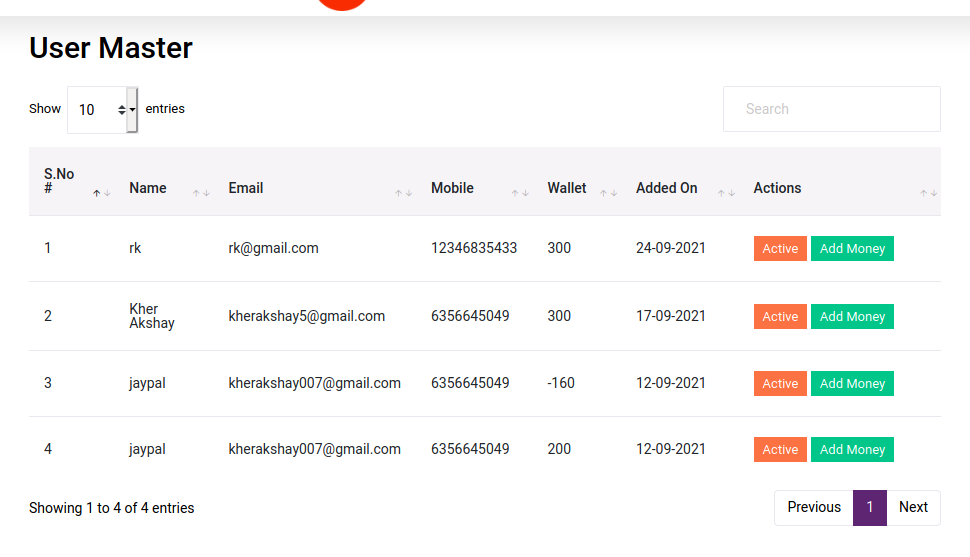 User Master
Show 10 entries
Search
S.No # Name Email Mobile Wallet Added On Actions
1 rk rk@gmail.com 12346835433 300 24-09-2021 Active Add Money
2 Kher Akshay kherakshay5@gmail.com 6356645049 300 17-09-2021 Active Add Money
3 jaypal kherakshay007@gmail.com 6356645049 -160 12-09-2021 Active Add Money
4 jaypal kherakshay007@gmail.com 6356645049 200 12-09-2021 Active Add Money
Showing 1 to 4 of 4 entries
Previous 1 Next